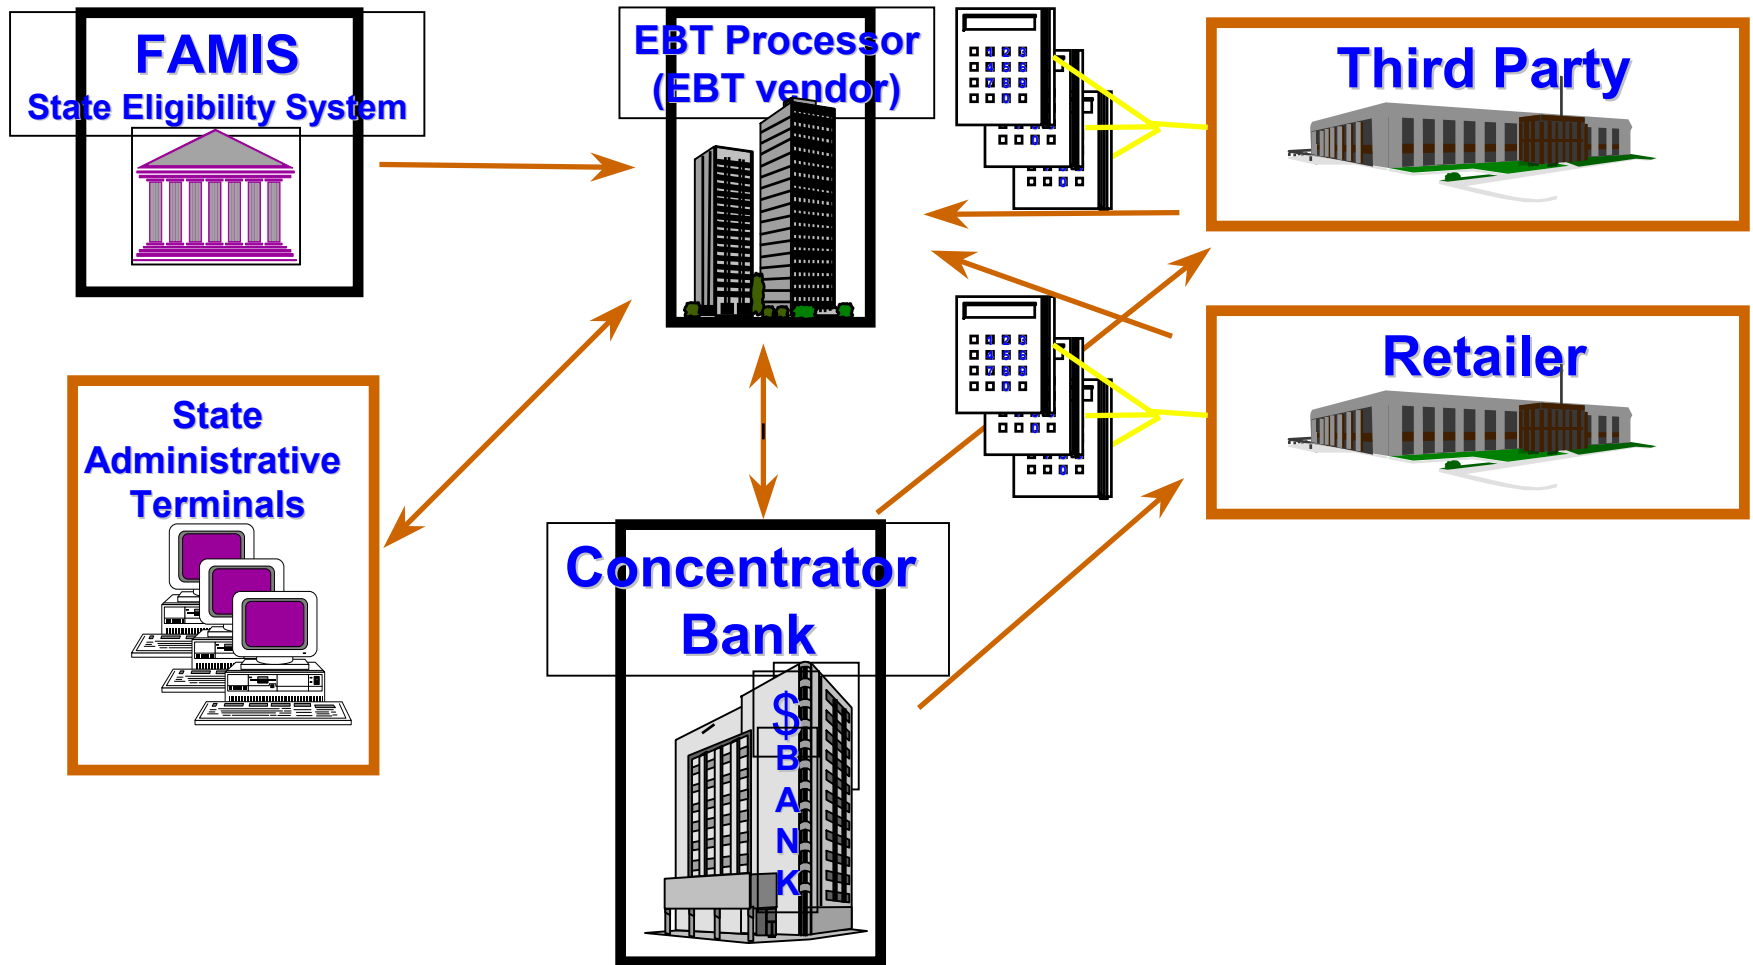 FAMIS
State Eligibility System
EBT Processor
(EBT vendor)
Third Party
Retailer
State
Administrative
Terminals
Concentrator
Bank
$
B
A
N
K